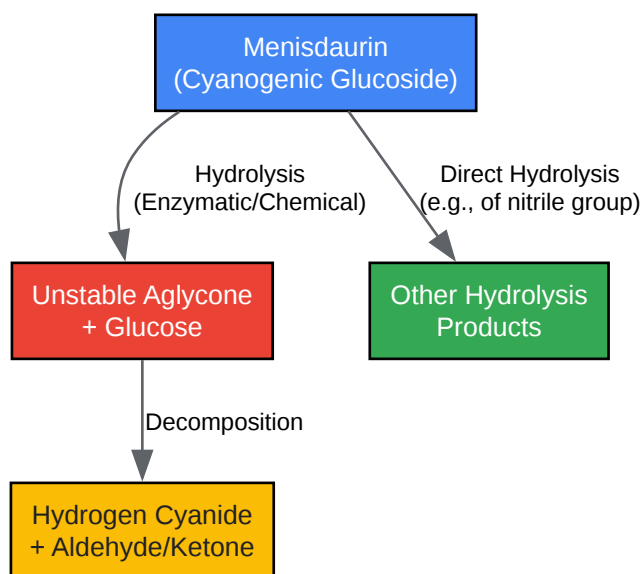 Menisdaurin
(Cyanogenic Glucoside)
Hydrolysis
(Enzymatic/Chemical)
Direct Hydrolysis
(e.g., of nitrile group)
Unstable Aglycone
+ Glucose
Other Hydrolysis
Products
Decomposition
Hydrogen Cyanide
+ Aldehyde/Ketone